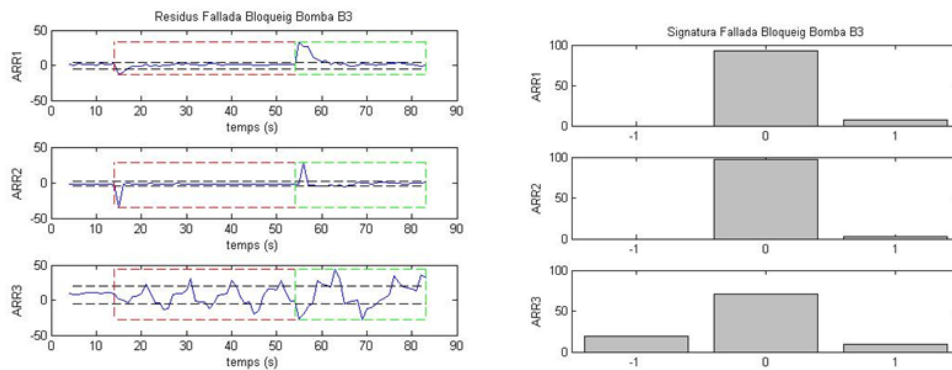 Residus Fallada Bloqueig Bomba B3
50
0
-50
ARR1
0 10 20 30 40 50 60 70 80 90
temps (s)
50
0
-50
ARR2
0 10 20 30 40 50 60 70 80 90
temps (s)
50
0
-50
ARR3
0 10 20 30 40 50 60 70 80 90
temps (s)
Signatura Fallada Bloqueig Bomba B3
100
50
0
ARR1
-1 0 1
100
50
0
ARR2
-1 0 1
100
50
0
ARR3
-1 0 1